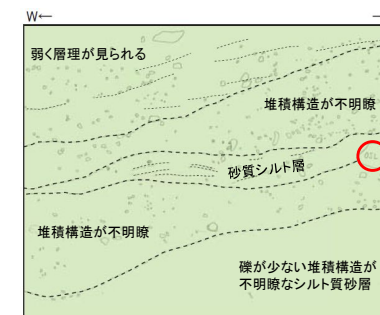 W←
弱く層理が見られる
堆積構造が不明瞭
砂質シルト層
堆積構造が不明瞭
礫が少ない堆積構造が
不明瞭なシルト質砂層